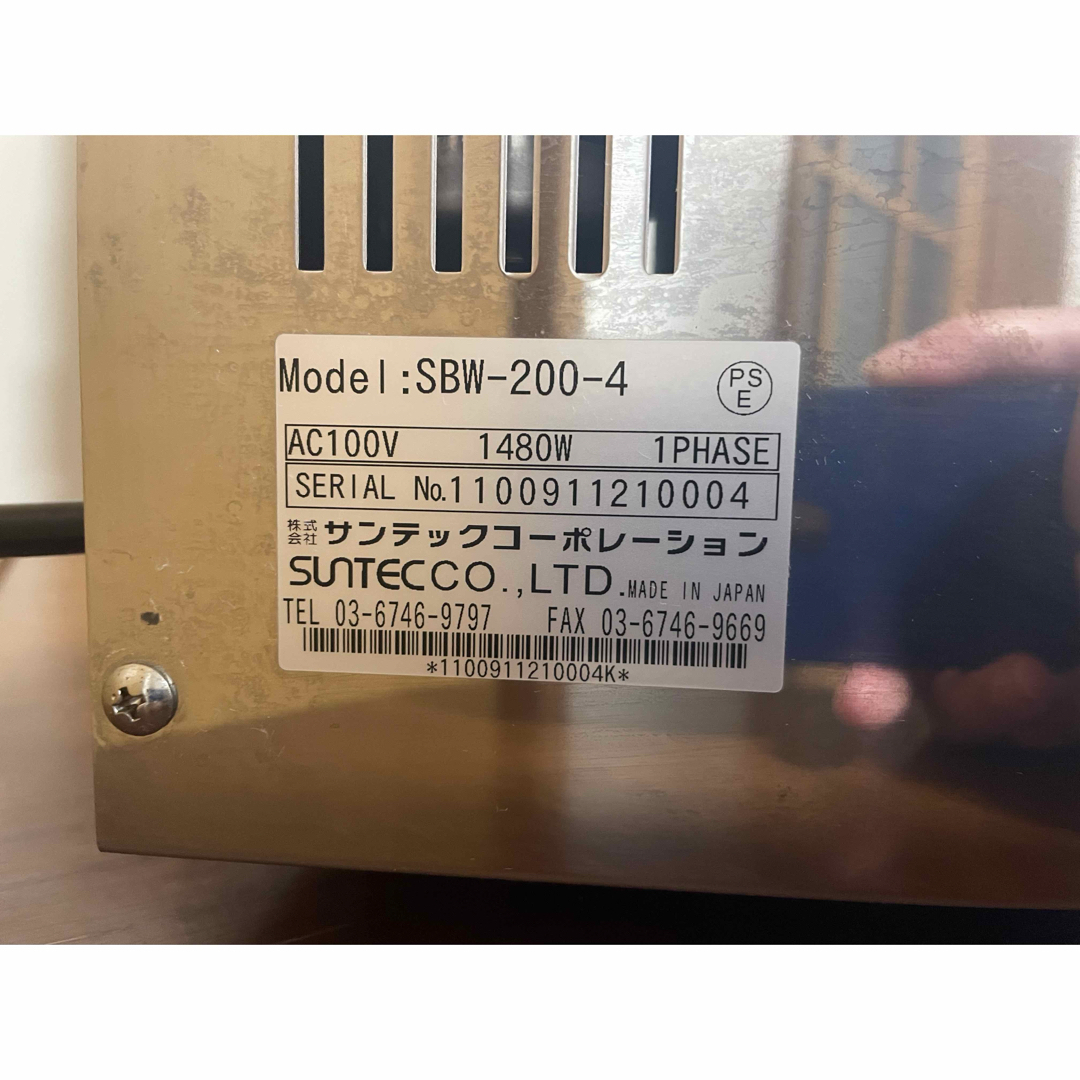 Model:SBW-200-4
PS
E
AC100V 1480W 1PHASE
SERIAL No.1100911210004
株式会社 サンテックコーポレーション
SUNTEC CO.,LTD. MADE IN JAPAN
TEL 03-6746-9797 FAX 03-6746-9669
*1100911210004K*